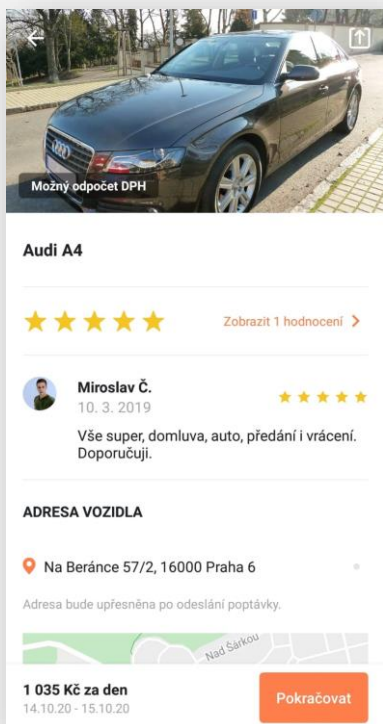 Možný odpočet DPH
Audi A4
Zobrazit 1 hodnocení
Miroslav Č.
10. 3. 2019
Vše super, domluva, auto, předání i vrácení.
Doporučuji.
ADRESA VOZIDLA
Na Beránce 57/2, 16000 Praha 6
Adresa bude upřesněna po odeslání poptávky.
Nad Šárkou
1 035 Kč za den
14.10.20 - 15.10.20
Pokračovat